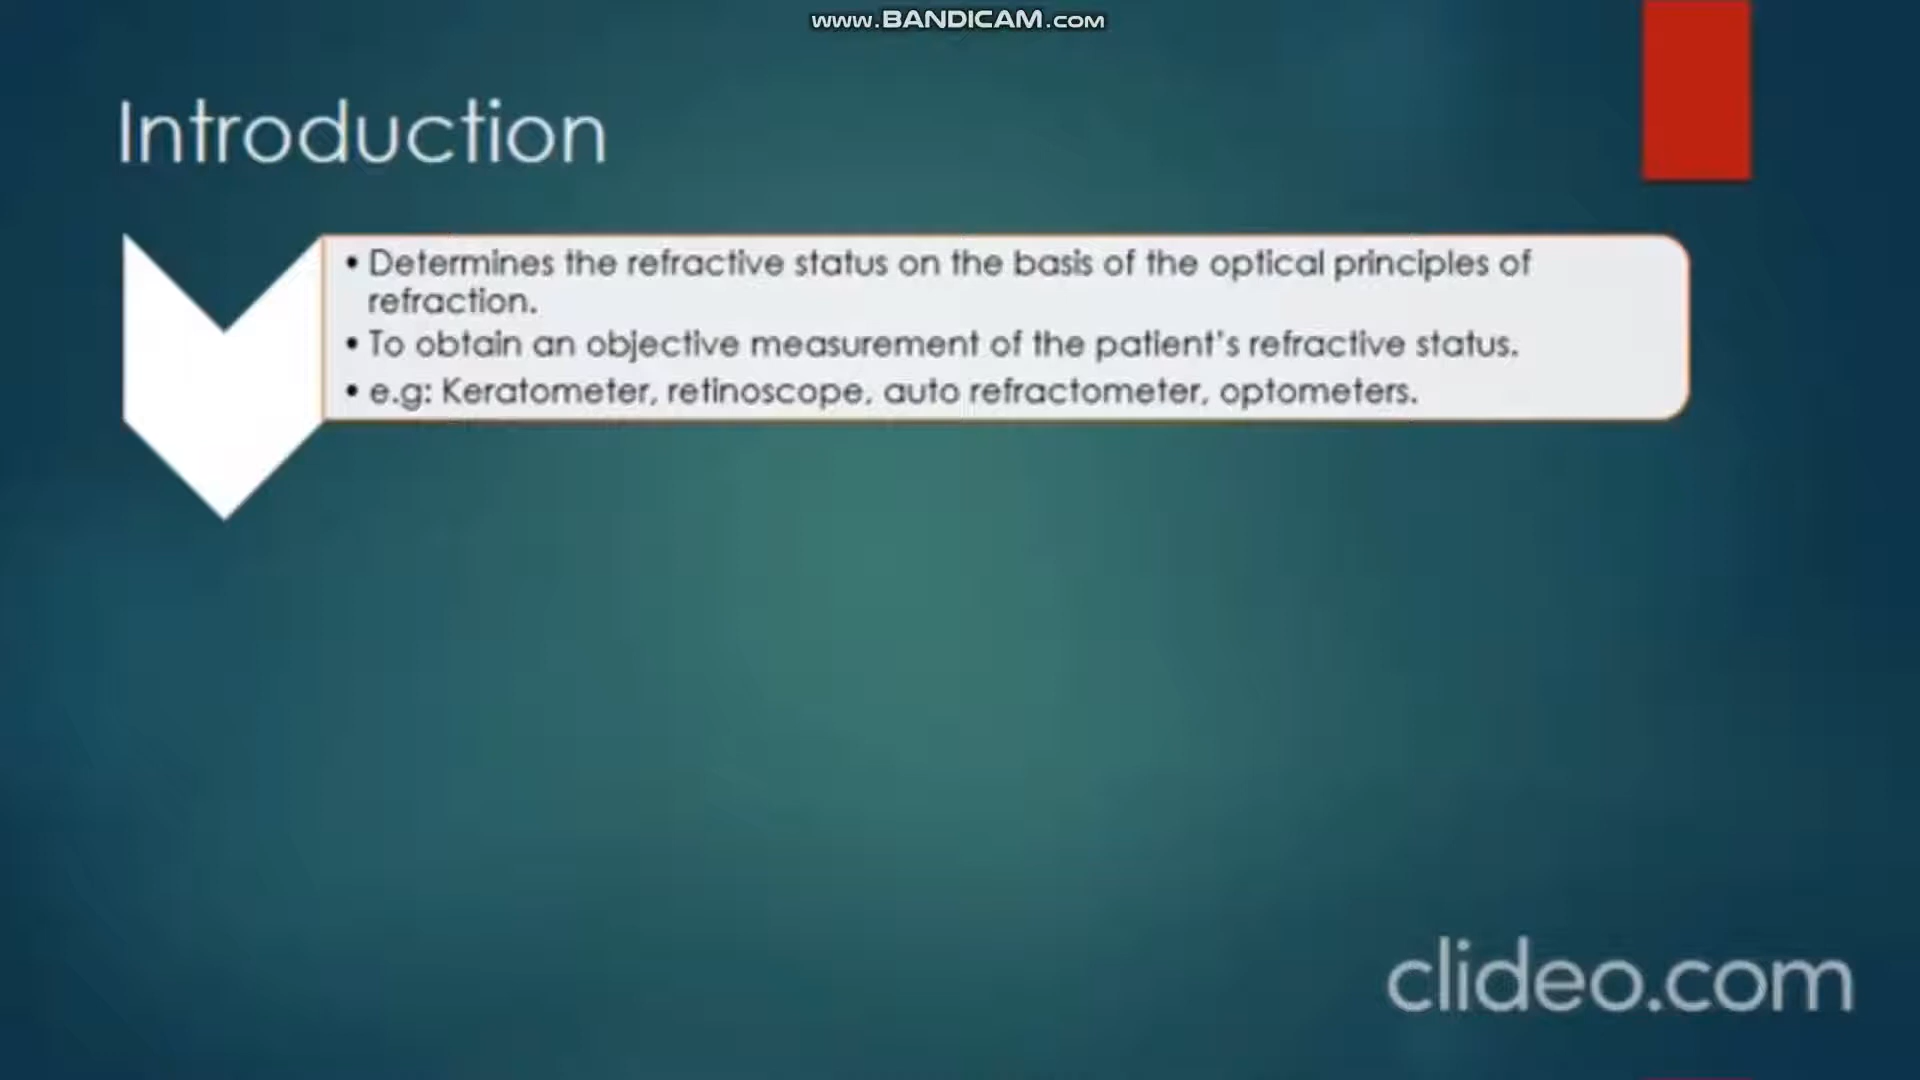 www.BANDICAM.com
Introduction
• Determines the refractive status on the basis of the optical principles of
refraction.
• To obtain an objective measurement of the patient's refractive status.
• e.g: Keratometer, retinoscope, auto refractometer, optometers.
clideo.com